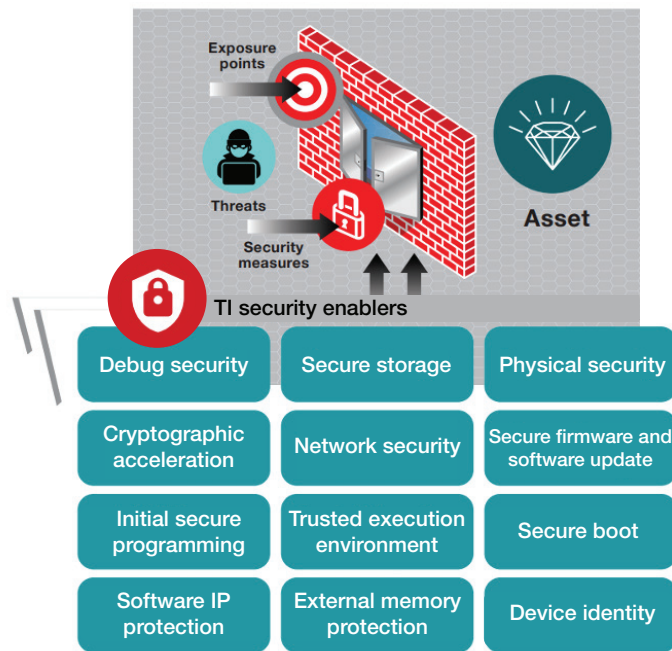 Exposure
points
Threats
Asset
Security
measures
TI security enablers
Debug security
Secure storage
Physical security
Cryptographic
acceleration
Network security
Secure firmware and
software update
Initial secure
programming
Trusted execution
environment
Secure boot
Software IP
protection
External memory
protection
Device identity